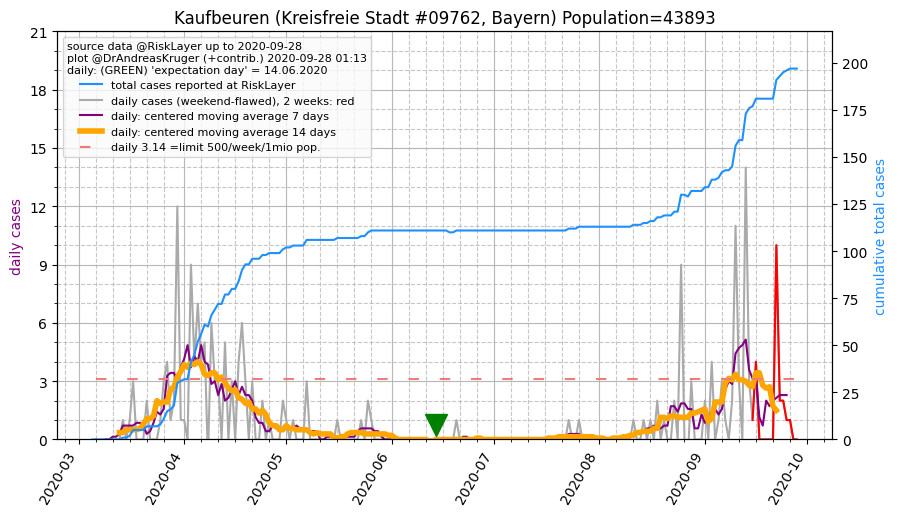 Kaufbeuren (Kreisfreie Stadt #09762, Bayern) Population=43893
source data @RiskLayer up to 2020-09-28
plot @DrAndreasKruger (+contrib.) 2020-09-28 01:13
daily: (GREEN) 'expectation day' = 14.06.2020
total cases reported at RiskLayer
daily cases (weekend-flawed), 2 weeks: red
daily: centered moving average 7 days
daily: centered moving average 14 days
daily 3.14 =limit 500/week/1mio pop.
daily cases
21
18
15
12
9
6
3
0
cumulative total cases
200
175
150
125
100
75
50
25
0
2020-03
2020-04
2020-05
2020-06
2020-07
2020-08
2020-09
2020-10